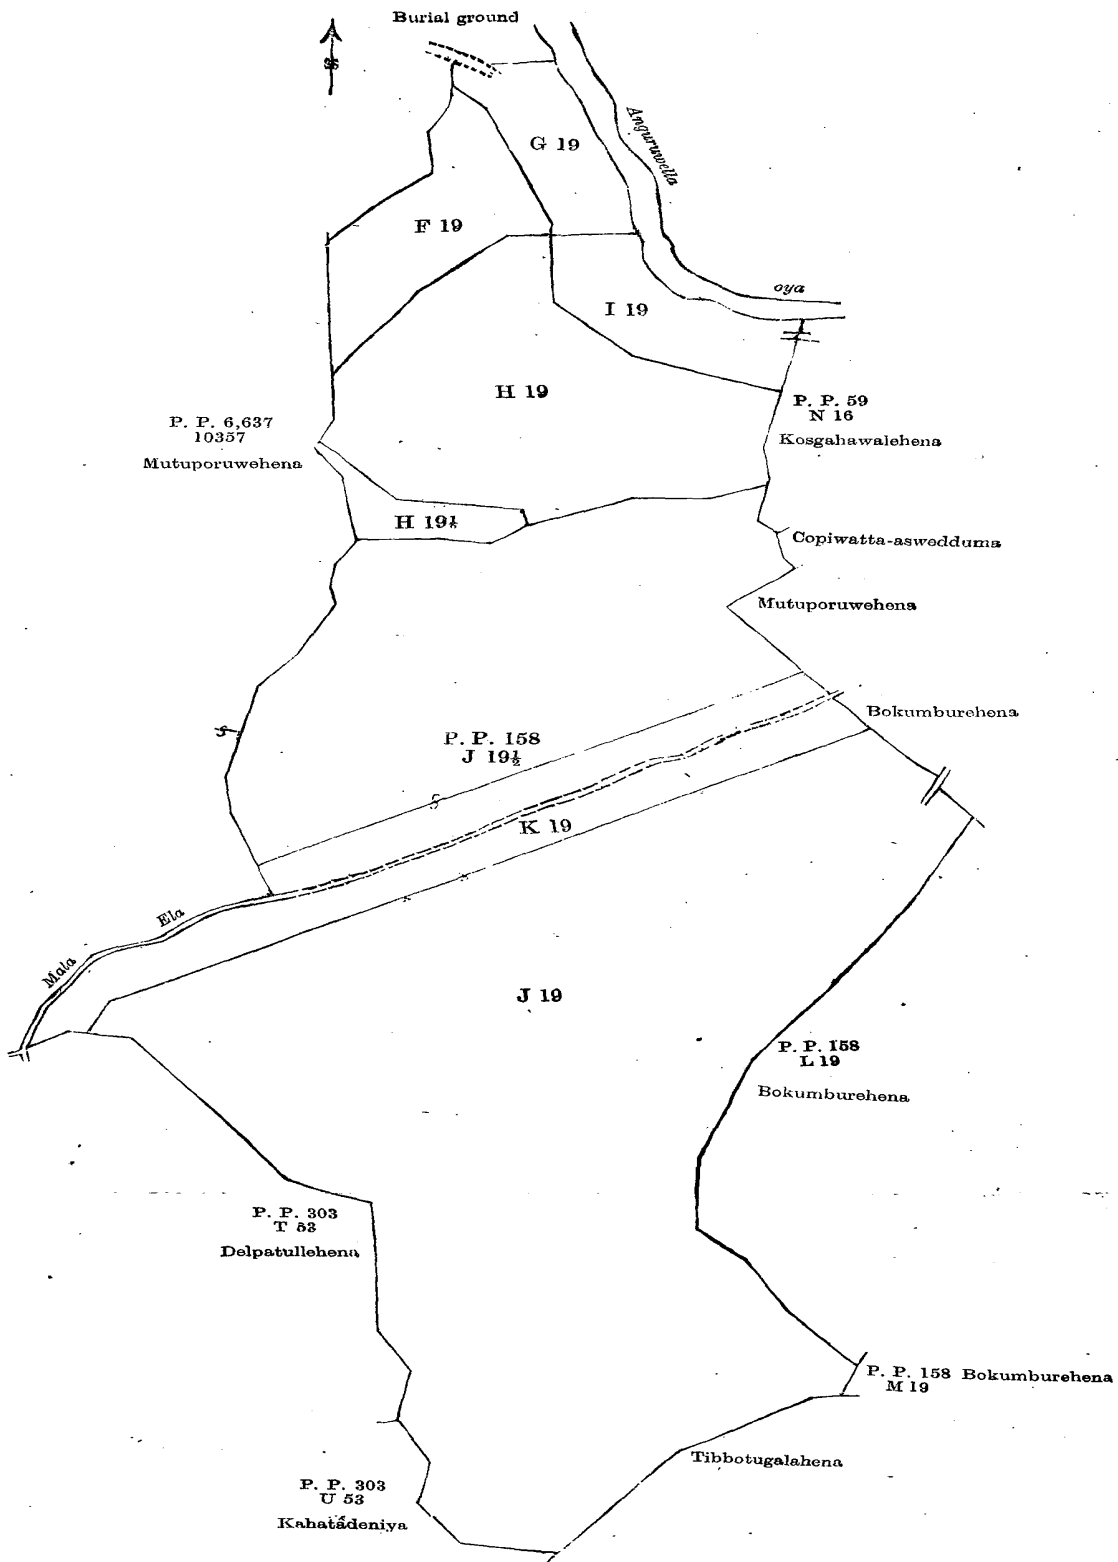 Burial ground
Anguruwella
G 19
F 19
oya
I 19
H 19
P. P. 59
N 16
Kosgahawalehena
P. P. 6,637
10357
Mutuporuwehena
H 19½
Copiwatta-aswedduma
Mutuporuwehena
Bokumburehena
P. P. 158
J 19½
K 19
Mala Ela
J 19
P. P. 158
L 19
Bokumburehena
P. P. 303
T 53
Delpatullehena
P. P. 158 Bokumburehena
M 19
Tibbotugalahena
P. P. 303
U 53
Kahatadeniya